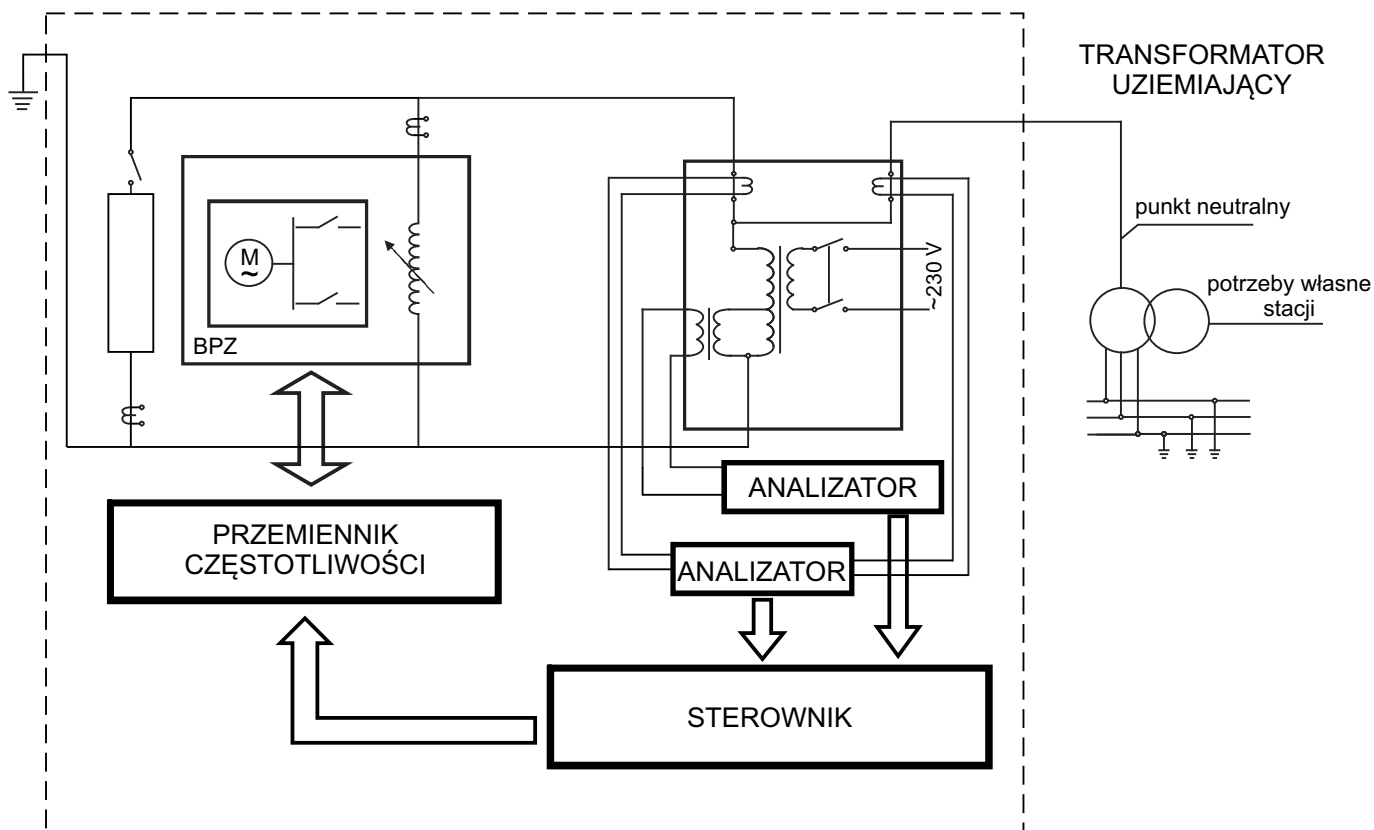 TRANSFORMATOR
UZIEMIAJĄCY
punkt neutralny
potrzeby własne
stacji
M
~
BPZ
~230 V
ANALIZATOR
ANALIZATOR
PRZEMIENNIK
CZĘSTOTLIWOŚCI
STEROWNIK